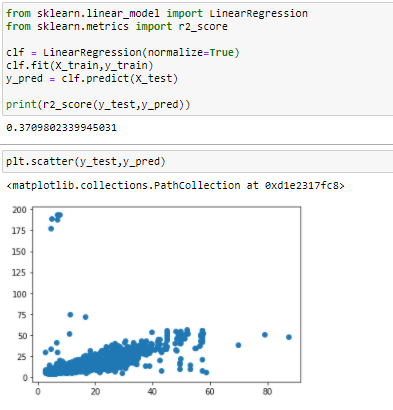 from sklearn.linear_model import LinearRegression
from sklearn.metrics import r2_score
clf = LinearRegression(normalize=True)
clf.fit(X_train,y_train)
y_pred = clf.predict(X_test)
print(r2_score(y_test,y_pred))
0.3709802339945031
plt.scatter(y_test,y_pred)
<matplotlib.collections.PathCollection at 0xd1e2317fc8>
200
175
150
125
100
75
50
25
0
0 20 40 60 80